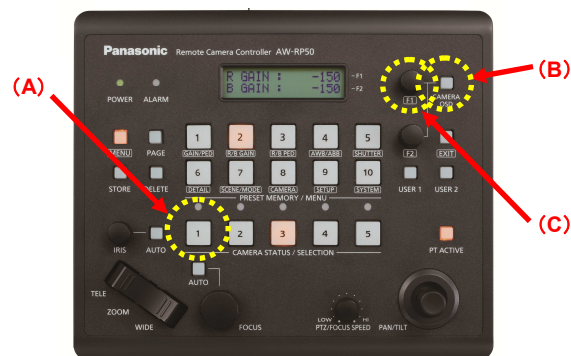 Panasonic Remote Camera Controller AW-RP50
(A)
(B)
(C)
R GAIN : -150 -F1
B GAIN : -150 -F2
POWER ALARM
F1 CAMERA OSD
MENU PAGE
1 2 3 4 5
GAIN/PED R/B GAIN R/B PED AWB/ABB SHUTTER
F2 EXIT
6 7 8 9 10
STORE DELETE
DETAIL SCENE/MODE CAMERA SETUP SYSTEM
USER 1 USER 2
PRESET MEMORY / MENU
1 2 3 4 5
IRIS AUTO
CAMERA STATUS / SELECTION
PT ACTIVE
AUTO
TELE
ZOOM
WIDE
FOCUS
LOW HI
PTZ/FOCUS SPEED
PAN/TILT